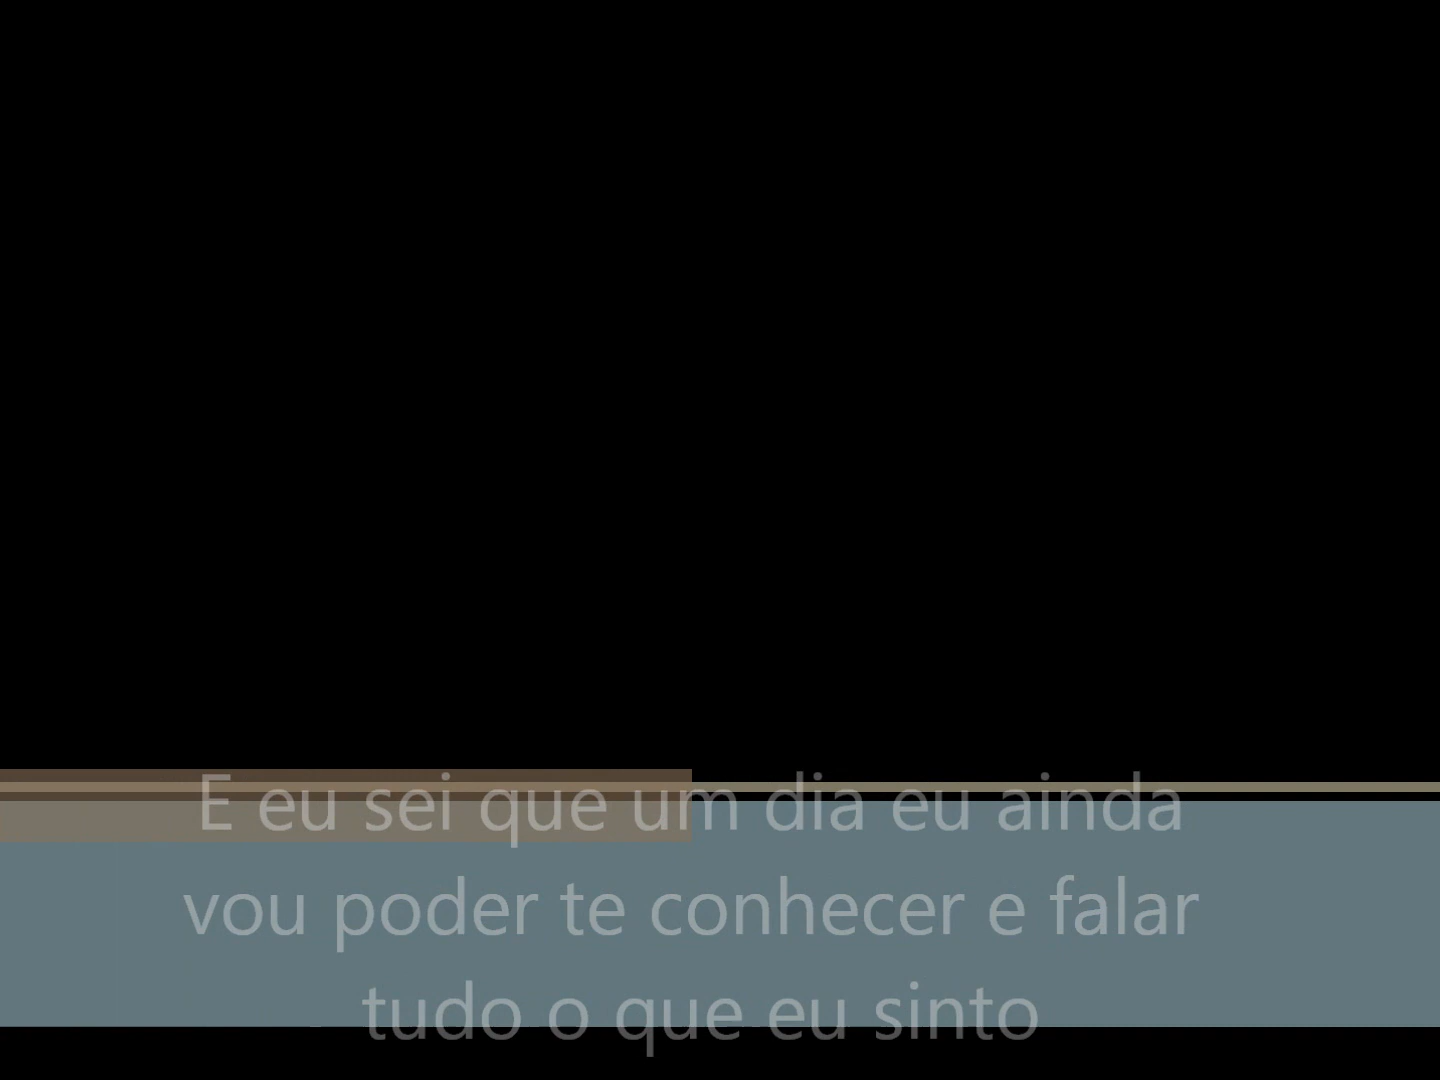 E eu sei que um dia eu ainda
vou poder te conhecer e falar
tudo o que eu sinto